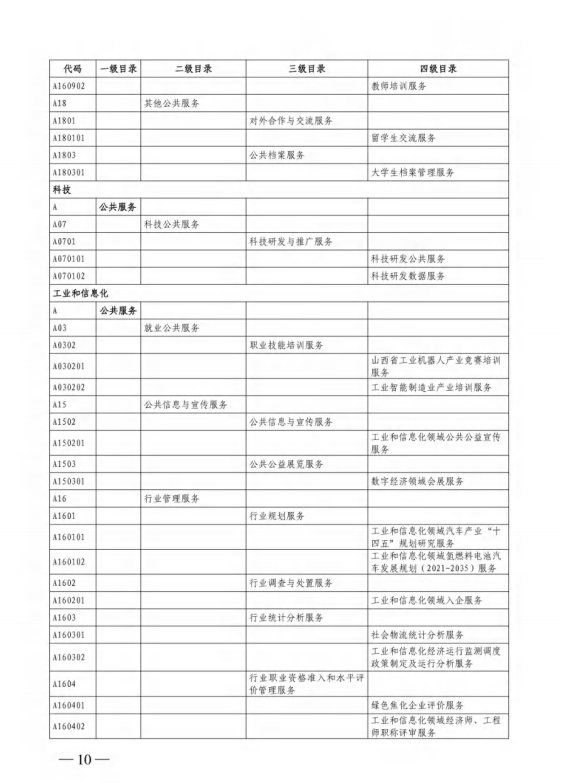 代码 一级目录 二级目录 三级目录 四级目录
A160902 教师培训服务
A18 其他公共服务
A1801 对外合作与交流服务
A180101 留学生交流服务
A1803 公共档案服务
A180301 大学生档案管理服务
科技
A 公共服务
A07 科技公共服务
A0701 科技研发与推广服务
A070101 科技研发公共服务
A070102 科技研发数据服务
工业和信息化
A 公共服务
A03 就业公共服务
A0302 职业技能培训服务
A030201 山西省工业机器人产业竞赛培训
服务
A030202 工业智能制造业产业培训服务
A15 公共信息与宣传服务
A1502 公共信息与宣传服务
A150201 工业和信息化领域公共公益宣传
服务
A1503 公共公益展览服务
A150301 数字经济领域会展服务
A16 行业管理服务
A1601 行业规划服务
A160101 工业和信息化领域汽车产业“十
四五”规划研究服务
A160102 工业和信息化领域氢燃料电池汽
车发展规划（2021-2035）服务
A1602 行业调查与处置服务
A160201 工业和信息化领域入企服务
A1603 行业统计分析服务
A160301 社会物流统计分析服务
A160302 工业和信息化经济运行监测调度
政策制定及运行分析服务
A1604 行业职业资格准入和水平评
价管理服务
A160401 绿色焦化企业评价服务
A160402 工业和信息化领域经济师、工程
师职称评审服务
— 10 —